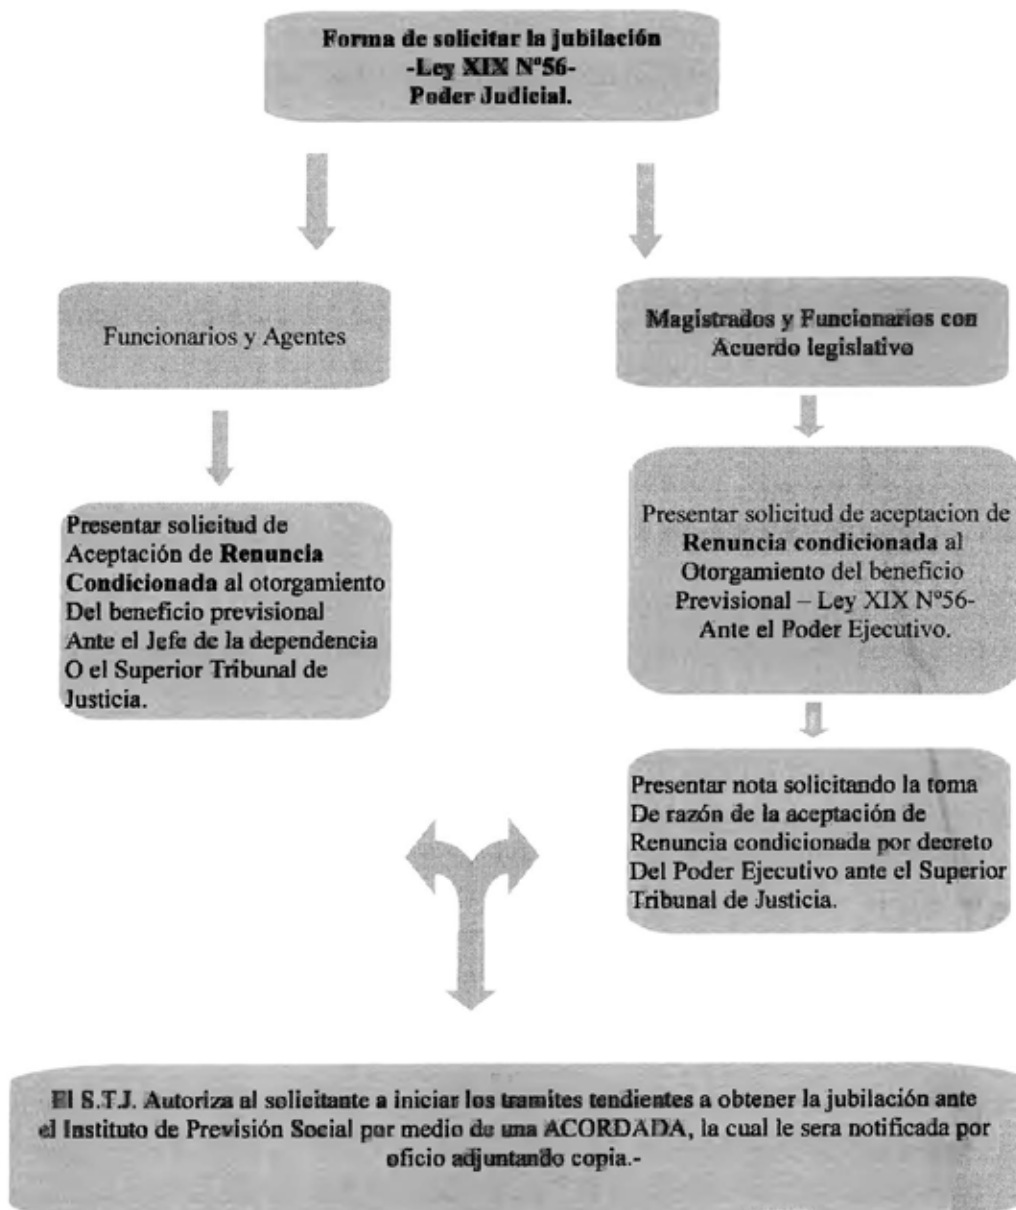 Forma de solicitar la jubilación
-Ley XIX Nº56-
Poder Judicial.
Funcionarios y Agentes
Presentar solicitud de
Aceptación de Renuncia
Condicionada al otorgamiento
Del beneficio previsional
Ante el Jefe de la dependencia
O el Superior Tribunal de
Justicia.
Magistrados y Funcionarios con
Acuerdo legislativo
Presentar solicitud de aceptacion de
Renuncia condicionada al
Otorgamiento del beneficio
Previsional – Ley XIX Nº56-
Ante el Poder Ejecutivo.
Presentar nota solicitando la toma
De razón de la aceptación de
Renuncia condicionada por decreto
Del Poder Ejecutivo ante el Superior
Tribunal de Justicia.
El S.T.J. Autoriza al solicitante a iniciar los tramites tendientes a obtener la jubilación ante
el Instituto de Previsión Social por medio de una ACORDADA, la cual le sera notificada por
oficio adjuntando copia.-